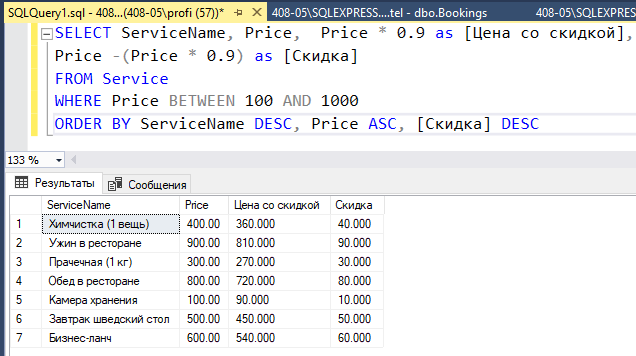 SQLQuery1.sql - 408...(408-05\profi (57))* 408-05\SQLEXPRESS....tel - dbo.Bookings 408-05\SQLEXPRES
SELECT ServiceName, Price, Price * 0.9 as [Цена со скидкой],
Price -(Price * 0.9) as [Скидка]
FROM Service
WHERE Price BETWEEN 100 AND 1000
ORDER BY ServiceName DESC, Price ASC, [Скидка] DESC
133 %
Результаты Сообщения
ServiceName Price Цена со скидкой Скидка
1 Химчистка (1 вещь) 400.00 360.000 40.000
2 Ужин в ресторане 900.00 810.000 90.000
3 Прачечная (1 кг) 300.00 270.000 30.000
4 Обед в ресторане 800.00 720.000 80.000
5 Камера хранения 100.00 90.000 10.000
6 Завтрак шведский стол 500.00 450.000 50.000
7 Бизнес-ланч 600.00 540.000 60.000